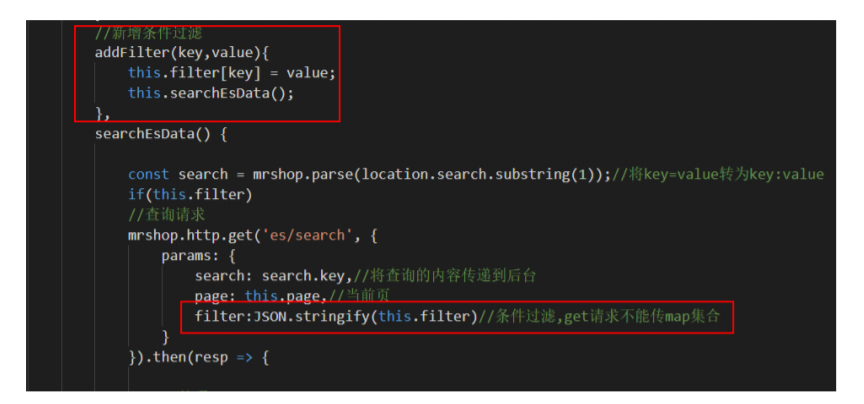 //新增条件过滤
addFilter(key,value){
this.filter[key] = value;
this.searchEsData();
},
searchEsData() {
const search = mrshop.parse(location.search.substring(1));//将key=value转为key:value
if(this.filter)
//查询请求
mrshop.http.get('es/search', {
params: {
search: search.key,//将查询的内容传递到后台
page: this.page,//当前页
filter:JSON.stringify(this.filter)//条件过滤,get请求不能传map集合
}
}).then(resp => {